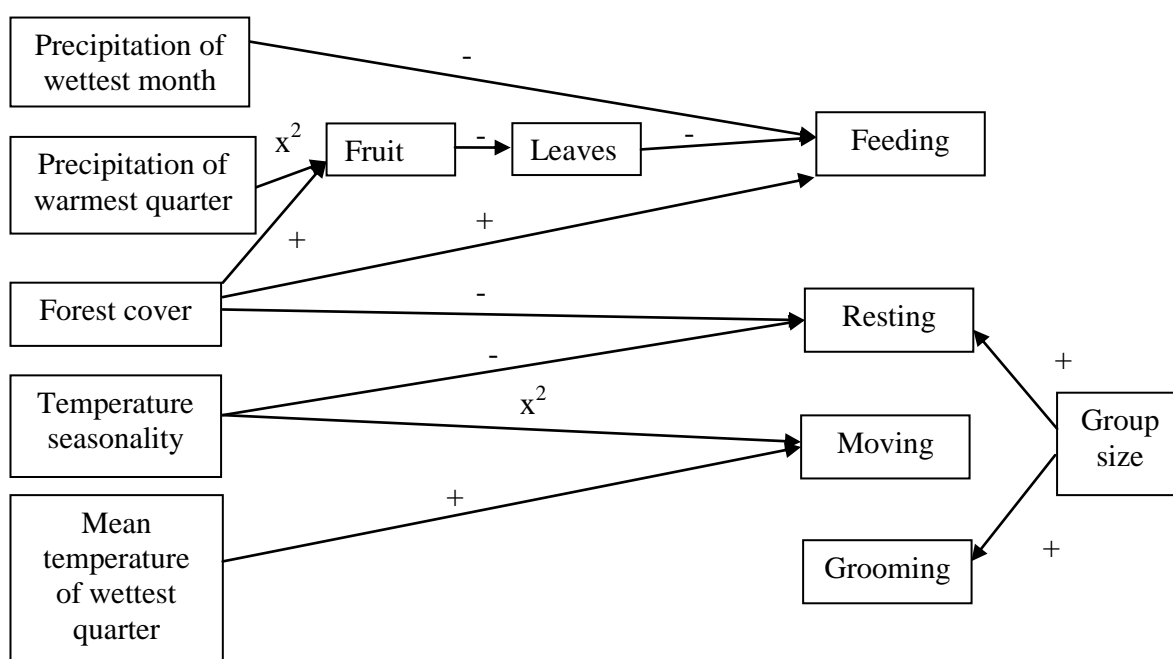 Precipitation of
wettest month
-
Precipitation of
warmest quarter
x²
Fruit
-
Leaves
-
Feeding
+
+
Forest cover
-
Resting
-
+
Temperature
seasonality
x²
Moving
Group
size
+
Mean
temperature
of wettest
quarter
Grooming
+